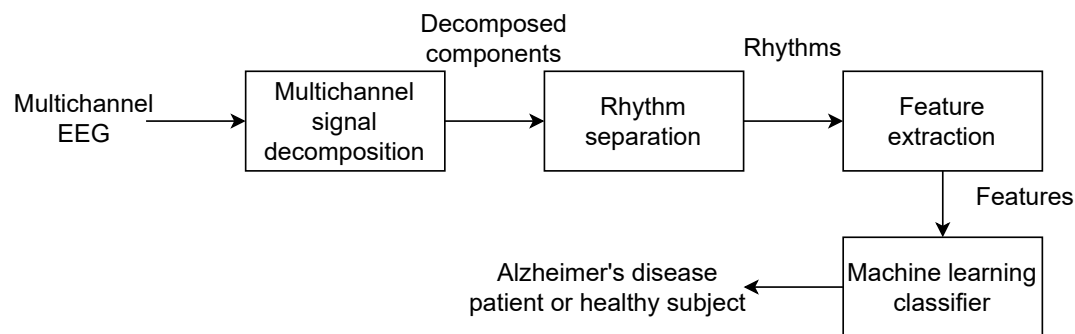 Multichannel
EEG
Multichannel
signal
decomposition
Decomposed
components
Rhythm
separation
Rhythms
Feature
extraction
Features
Machine learning
classifier
Alzheimer's disease
patient or healthy subject